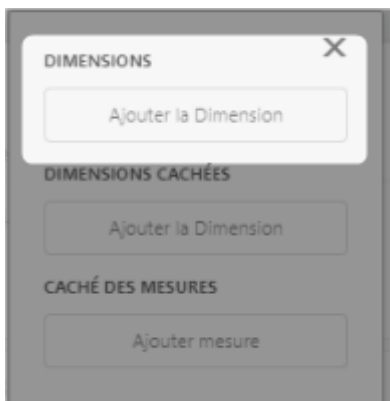 DIMENSIONS
Ajouter la Dimension
DIMENSIONS CACHÉES
Ajouter la Dimension
CACHÉ DES MESURES
Ajouter mesure